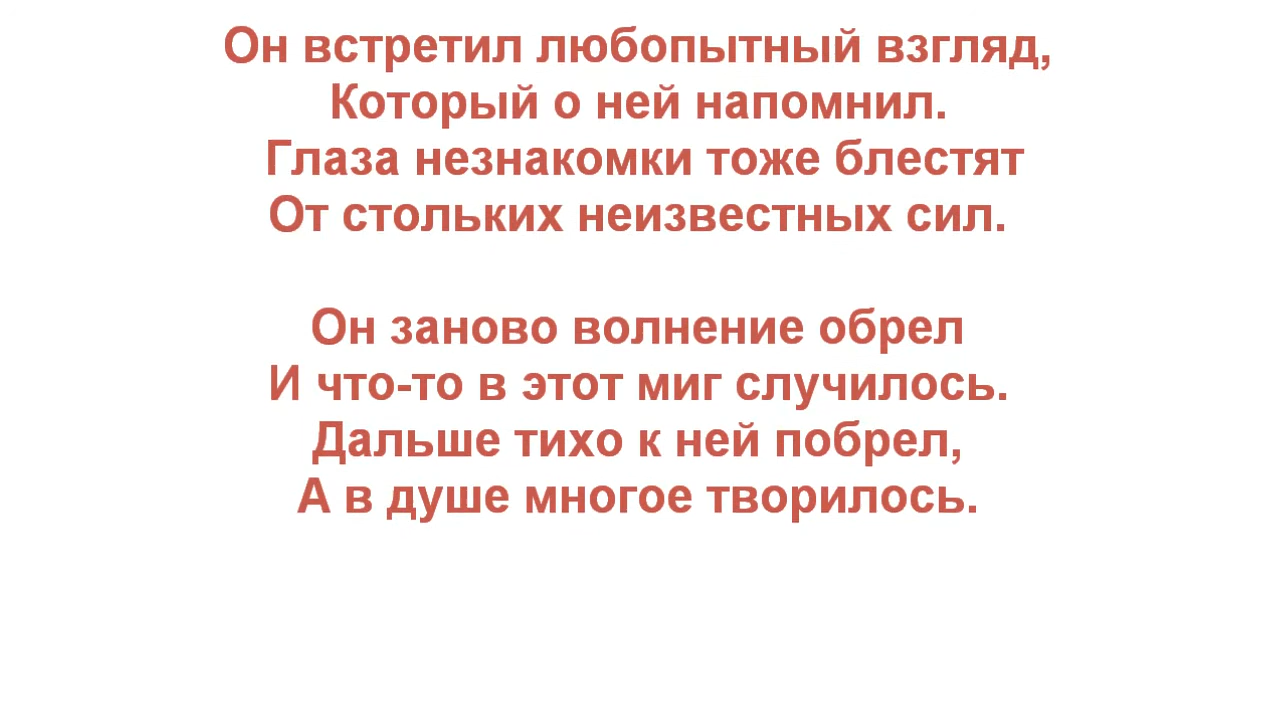 Он встретил любопытный взгляд,
Который о ней напомнил.
Глаза незнакомки тоже блестят
От стольких неизвестных сил.
Он заново волнение обрел
И что-то в этот миг случилось.
Дальше тихо к ней побрел,
А в душе многое творилось.